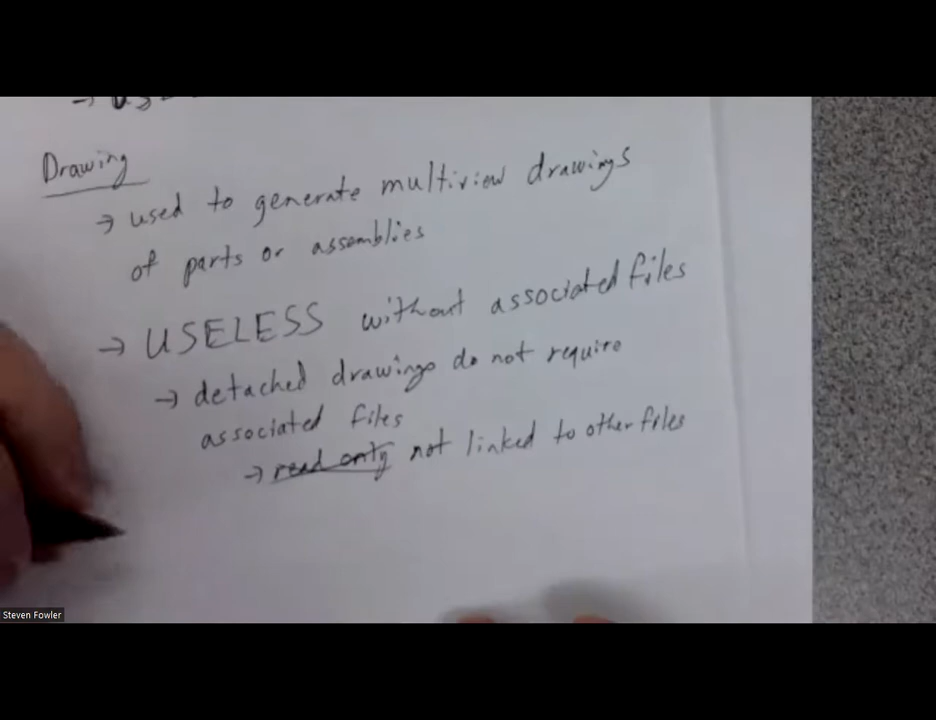 Drawing
→ used to generate multiview drawings
of parts or assemblies
→ USELESS without associated files
→ detached drawings do not require
associated files
→ read only not linked to other files
Steven Fowler